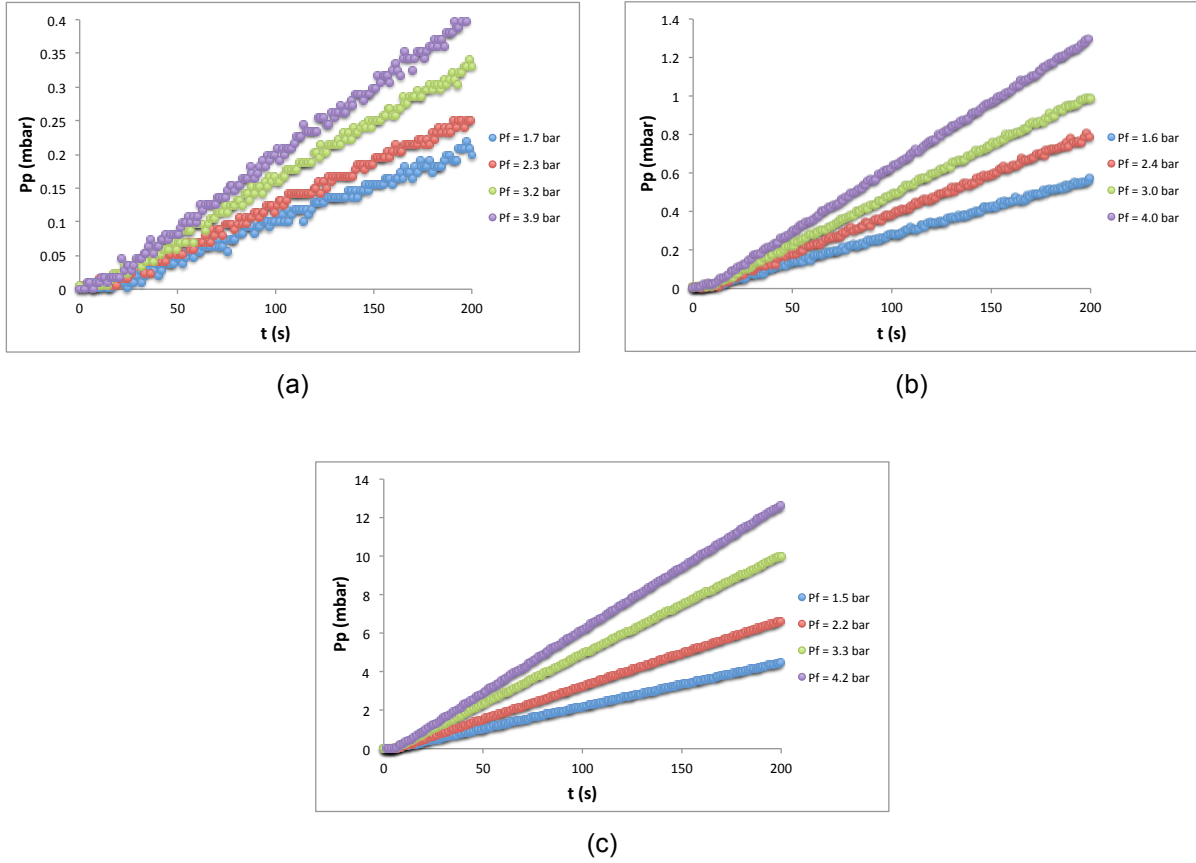 0.4
0.35
0.3
0.25
0.2
0.15
0.1
0.05
0
Pp (mbar)
0 50 100 150 200
t (s)
Pf = 1.7 bar
Pf = 2.3 bar
Pf = 3.2 bar
Pf = 3.9 bar
(a)
1.4
1.2
1
0.8
0.6
0.4
0.2
0
Pp (mbar)
0 50 100 150 200
t (s)
Pf = 1.6 bar
Pf = 2.4 bar
Pf = 3.0 bar
Pf = 4.0 bar
(b)
14
12
10
8
6
4
2
0
Pp (mbar)
0 50 100 150 200
t (s)
Pf = 1.5 bar
Pf = 2.2 bar
Pf = 3.3 bar
Pf = 4.2 bar
(c)